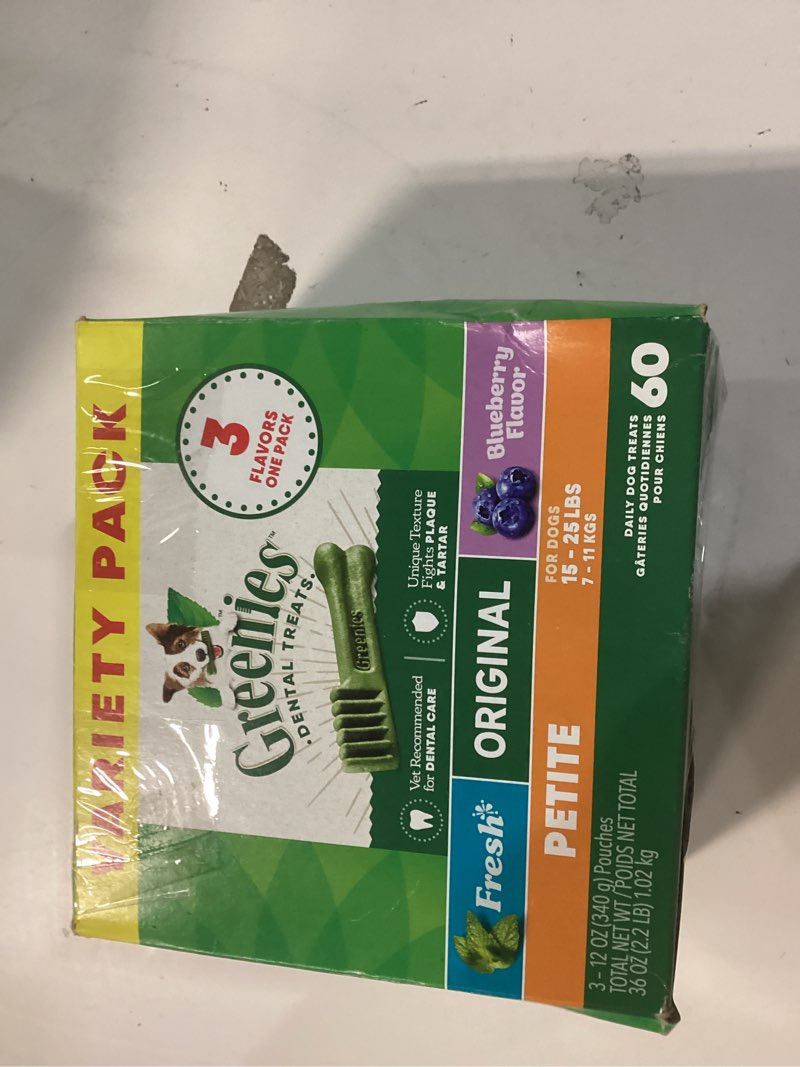 VARIETY PACK
3
FLAVORS
ONE PACK
Greenies™
DENTAL TREATS
Greenies
Vet Recommended
for DENTAL CARE
Unique Texture
Fights PLAQUE
& TARTAR
Fresh
ORIGINAL
Blueberry
Flavor
PETITE
FOR DOGS
15 - 25 LBS
7 - 11 KGS
3 - 12 OZ (340 g) Pouches
TOTAL NET WT / POIDS NET TOTAL
36 OZ (2.2 LB) 1.02 kg
DAILY DOG TREATS
GÂTERIES QUOTIDIENNES
POUR CHIENS
60